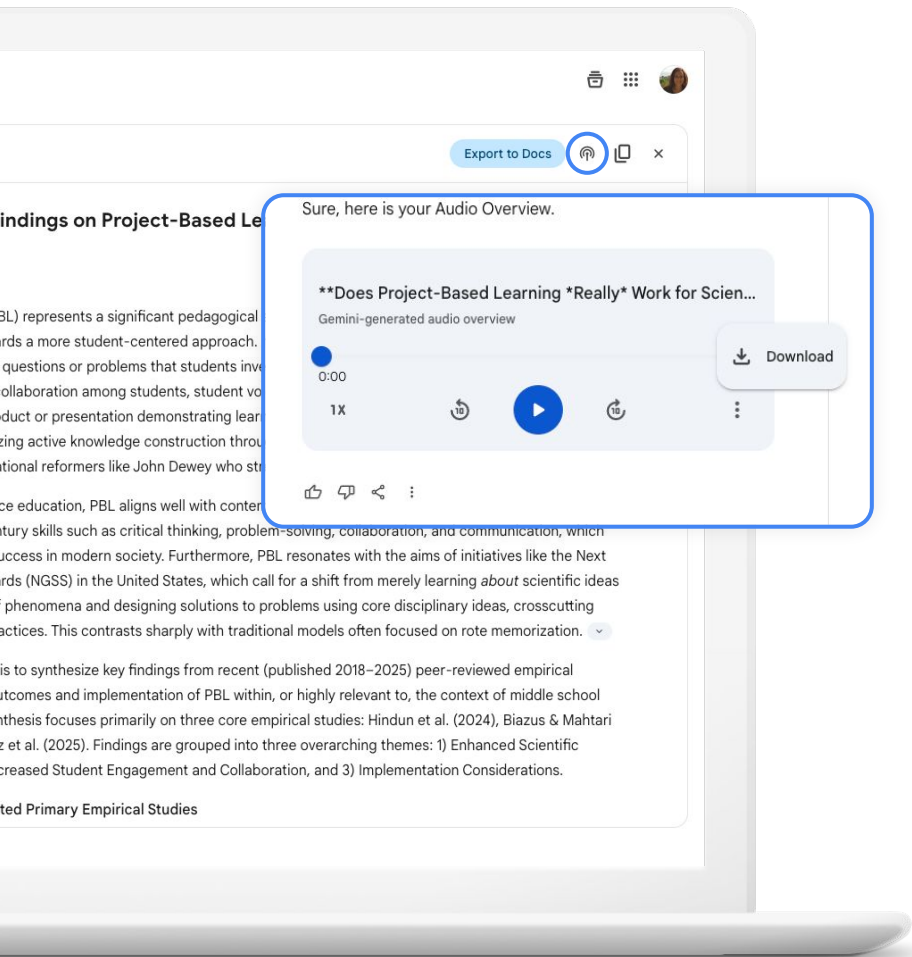 Export to Docs
indings on Project-Based Le
Sure, here is your Audio Overview.
**Does Project-Based Learning *Really* Work for Scien...
Gemini-generated audio overview
0:00
Download
1X
10
10
BL) represents a significant pedagogical
rds a more student-centered approach.
questions or problems that students inve
ollaboration among students, student vo
oduct or presentation demonstrating lear
zing active knowledge construction throu
ational reformers like John Dewey who str
ce education, PBL aligns well with conter
ntury skills such as critical thinking, problem-solving, collaboration, and communication, which
uccess in modern society. Furthermore, PBL resonates with the aims of initiatives like the Next
ards (NGSS) in the United States, which call for a shift from merely learning about scientific ideas
f phenomena and designing solutions to problems using core disciplinary ideas, crosscutting
actices. This contrasts sharply with traditional models often focused on rote memorization.
is to synthesize key findings from recent (published 2018–2025) peer-reviewed empirical
utcomes and implementation of PBL within, or highly relevant to, the context of middle school
nthesis focuses primarily on three core empirical studies: Hindun et al. (2024), Biazus & Mahtari
z et al. (2025). Findings are grouped into three overarching themes: 1) Enhanced Scientific
creased Student Engagement and Collaboration, and 3) Implementation Considerations.
ted Primary Empirical Studies